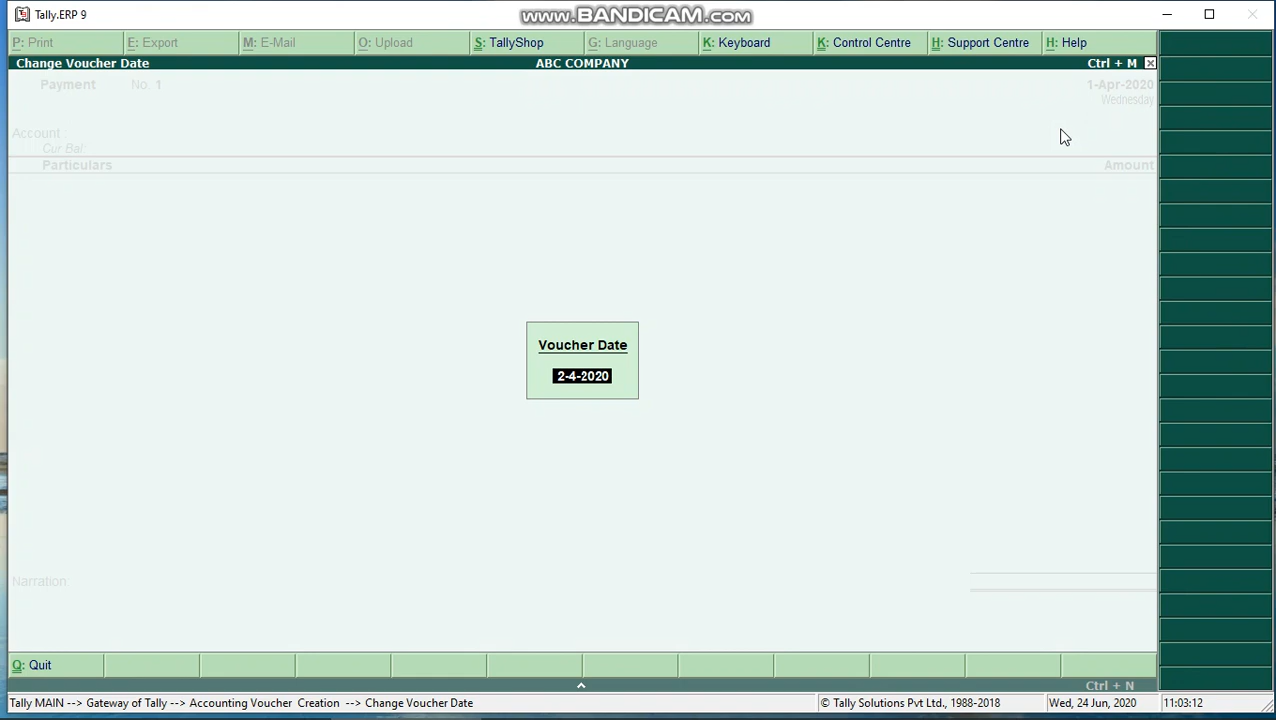 Tally.ERP 9
www.BANDICAM.com
P: Print E: Export M: E-Mail O: Upload S: TallyShop G: Language K: Keyboard K: Control Centre H: Support Centre H: Help
Change Voucher Date ABC COMPANY Ctrl + M
Payment No. 1 1-Apr-2020
Wednesday
Account
Cur Bal
Particulars Amount
Voucher Date
2-4-2020
Narration
Q: Quit
Ctrl + N
Tally MAIN --> Gateway of Tally --> Accounting Voucher Creation --> Change Voucher Date © Tally Solutions Pvt Ltd., 1988-2018 Wed, 24 Jun, 2020 11:03:12